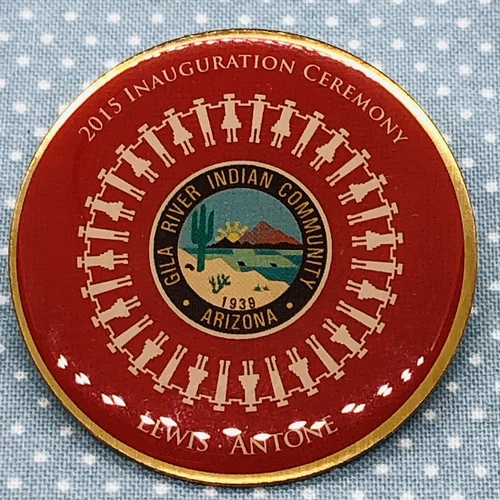 2015 INAUGURATION CEREMONY
GILA RIVER INDIAN COMMUNITY
1939
ARIZONA
LEWIS ANTONE